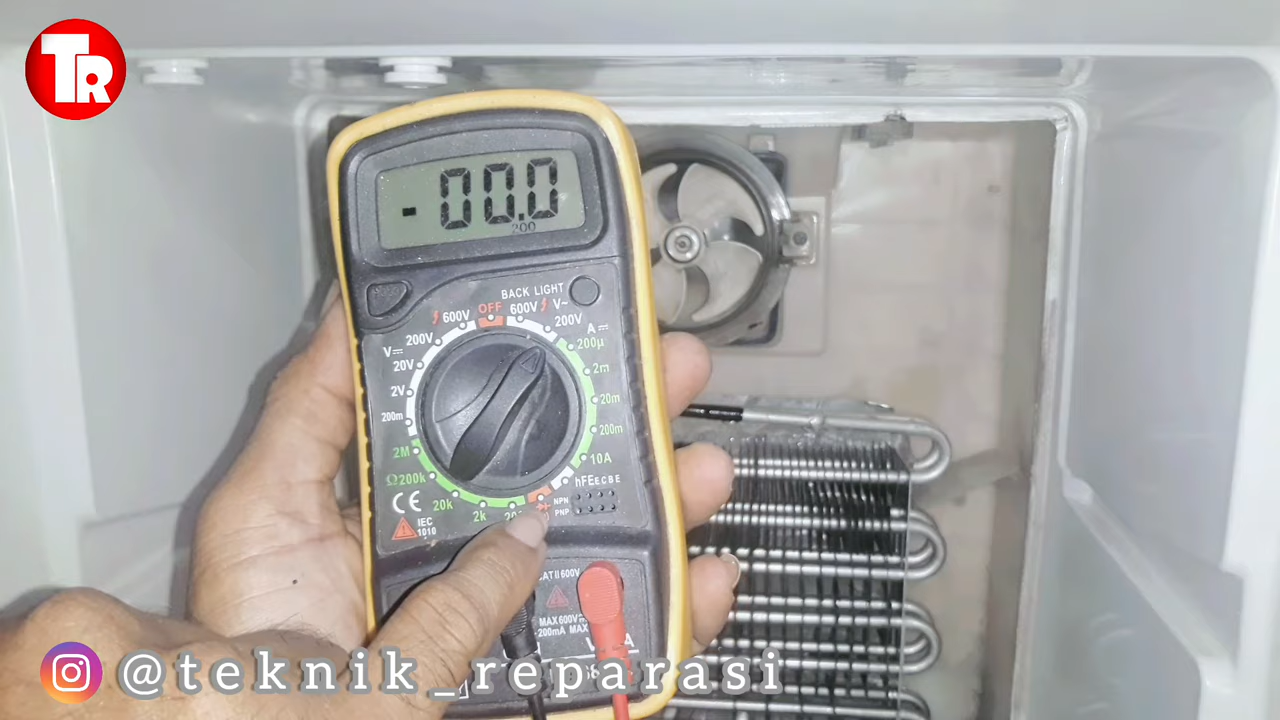 TR
-00.0
200
BACK LIGHT
600V OFF 600V V~
200V 200V A
V 200µ
20V 2m
2V 20m
200m 200m
2M 10A
Ω200k hFE E C B E
CE 20k 2k NPN
IEC 1010 PNP
CAT II 600V
MAX 600V
200mA MAX
@teknik_reparasi